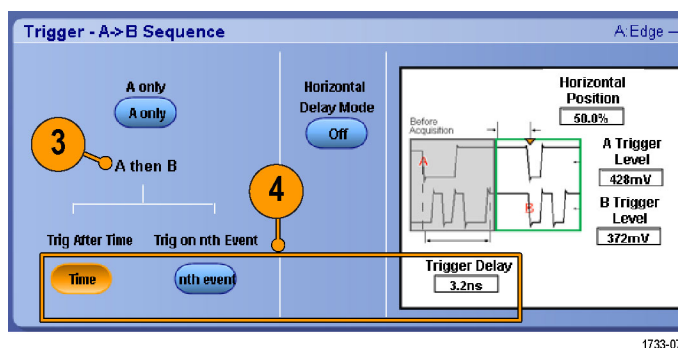 Trigger - A->B Sequence
A:Edge
A only
A only
3
A then B
4
Trig After Time
Trig on nth Event
Time
nth event
Horizontal
Delay Mode
Off
Before
Acquisition
A
B
Horizontal
Position
50.0%
A Trigger
Level
428mV
B Trigger
Level
372mV
Trigger Delay
3.2ns
1733-07